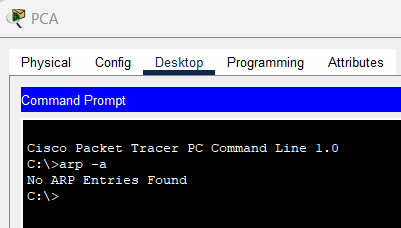 PCA
Physical Config Desktop Programming Attributes
Command Prompt
Cisco Packet Tracer PC Command Line 1.0
C:\>arp -a
No ARP Entries Found
C:\>